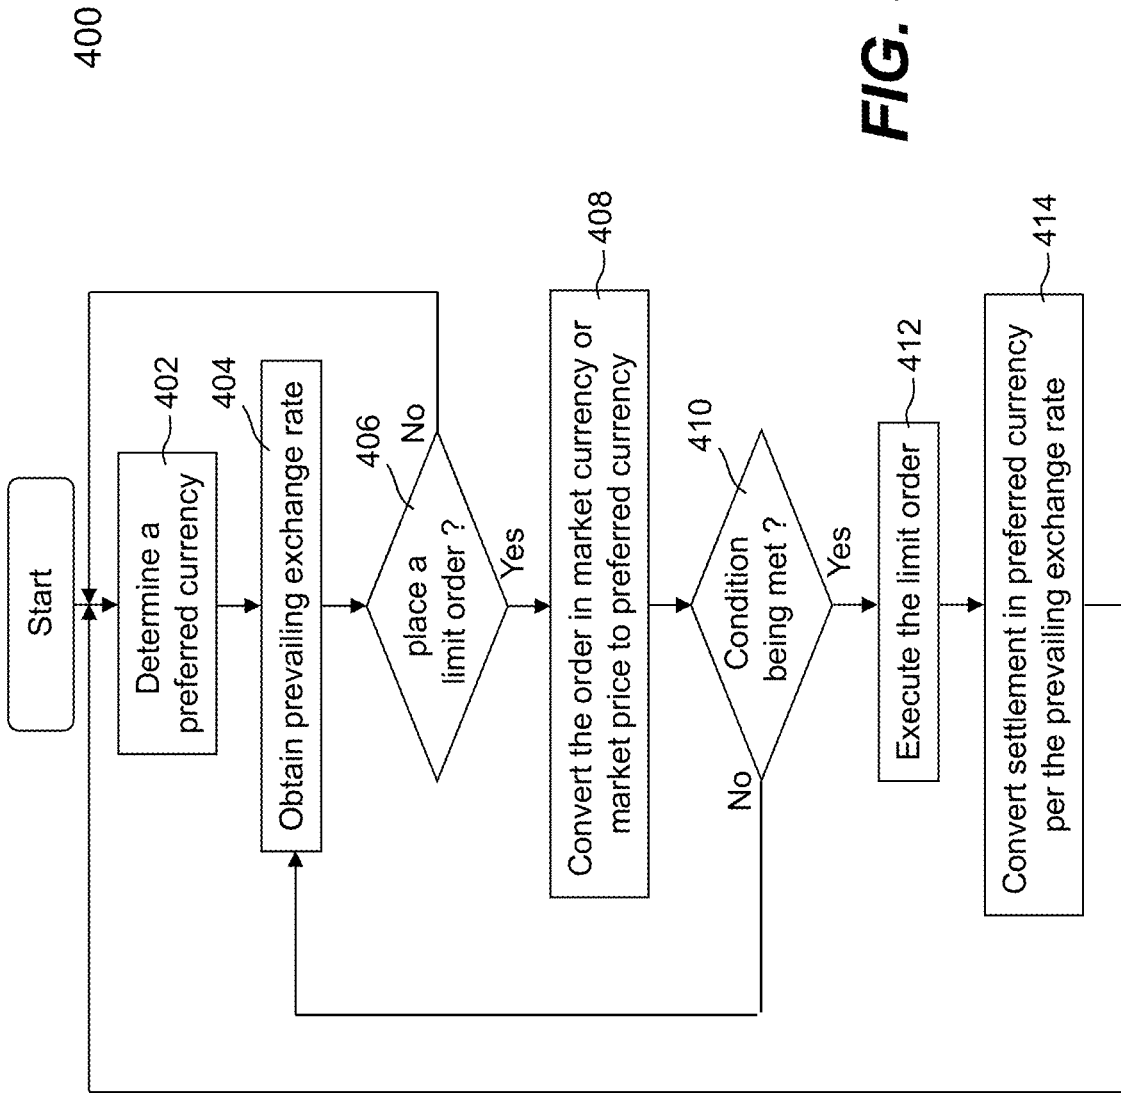 400
Start
Determine a
preferred currency
402
Obtain prevailing exchange rate
404
place a
limit order ?
406
No
Yes
Convert the order in market currency or
market price to preferred currency
408
Condition
being met ?
410
No
Yes
Execute the limit order
412
Convert settlement in preferred currency
per the prevailing exchange rate
414
FIG.